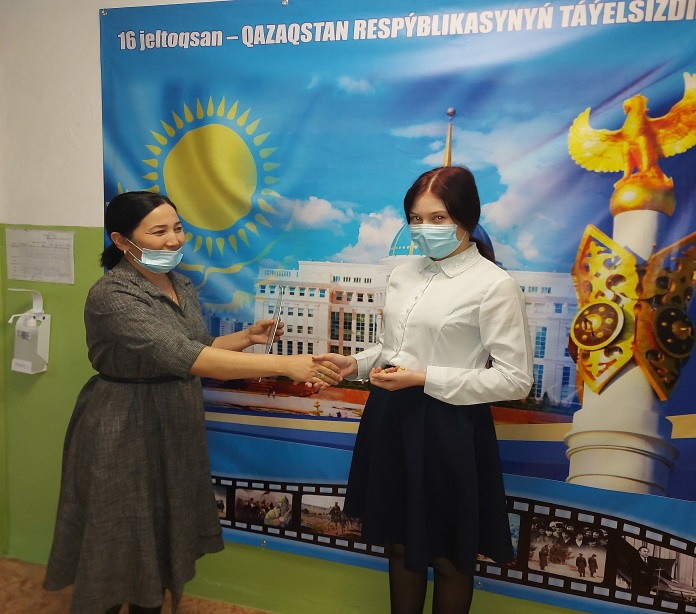 16 jeltoqsan – QAZAQSTAN RESPÝBLIKASYNYŃ TÁÝELSIZDI